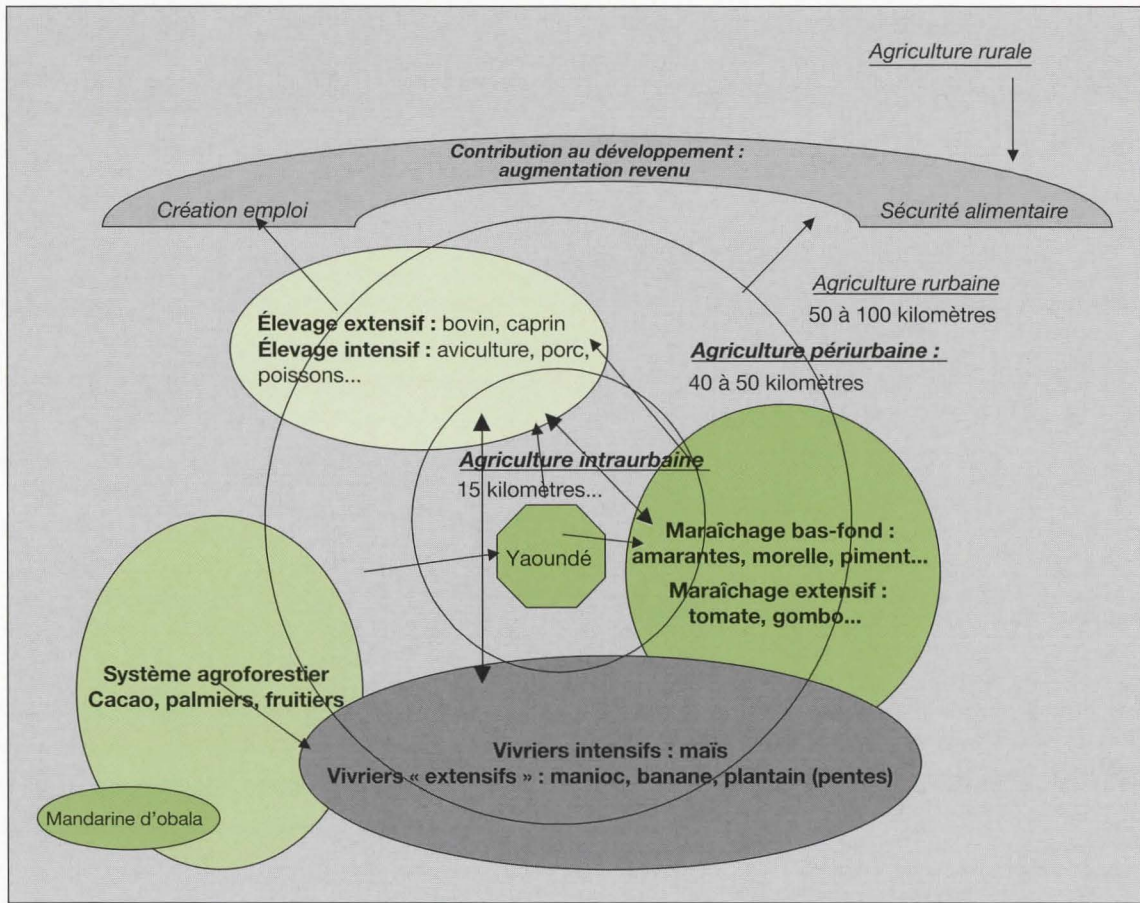 Agriculture rurale
Contribution au développement :
augmentation revenu
Création emploi
Sécurité alimentaire
Agriculture rurbaine
50 à 100 kilomètres
Élevage extensif : bovin, caprin
Élevage intensif : aviculture, porc,
poissons...
Agriculture périurbaine :
40 à 50 kilomètres
Agriculture intraurbaine
15 kilomètres...
Yaoundé
Maraîchage bas-fond :
amarantes, morelle, piment...
Maraîchage extensif :
tomate, gombo...
Système agroforestier
Cacao, palmiers, fruitiers
Vivriers intensifs : maïs
Vivriers « extensifs » : manioc, banane, plantain (pentes)
Mandarine d'obala